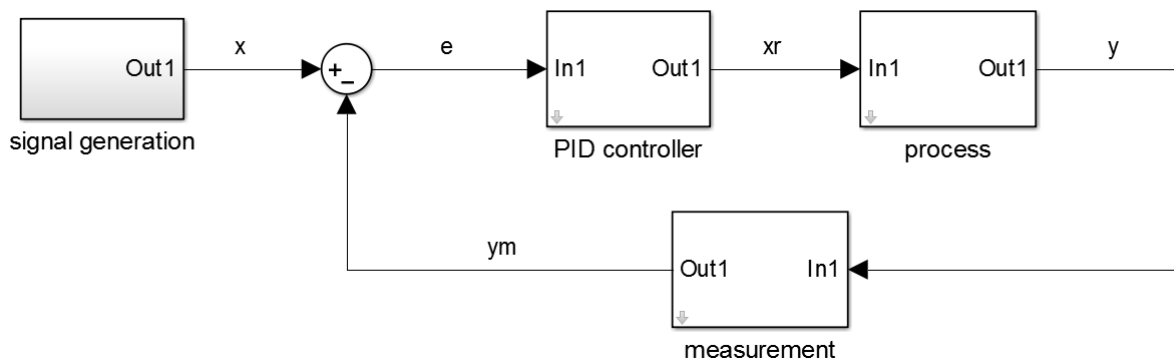 x
e
xr
y
Out1
+
−
In1
Out1
In1
Out1
signal generation
PID controller
process
ym
Out1
In1
measurement